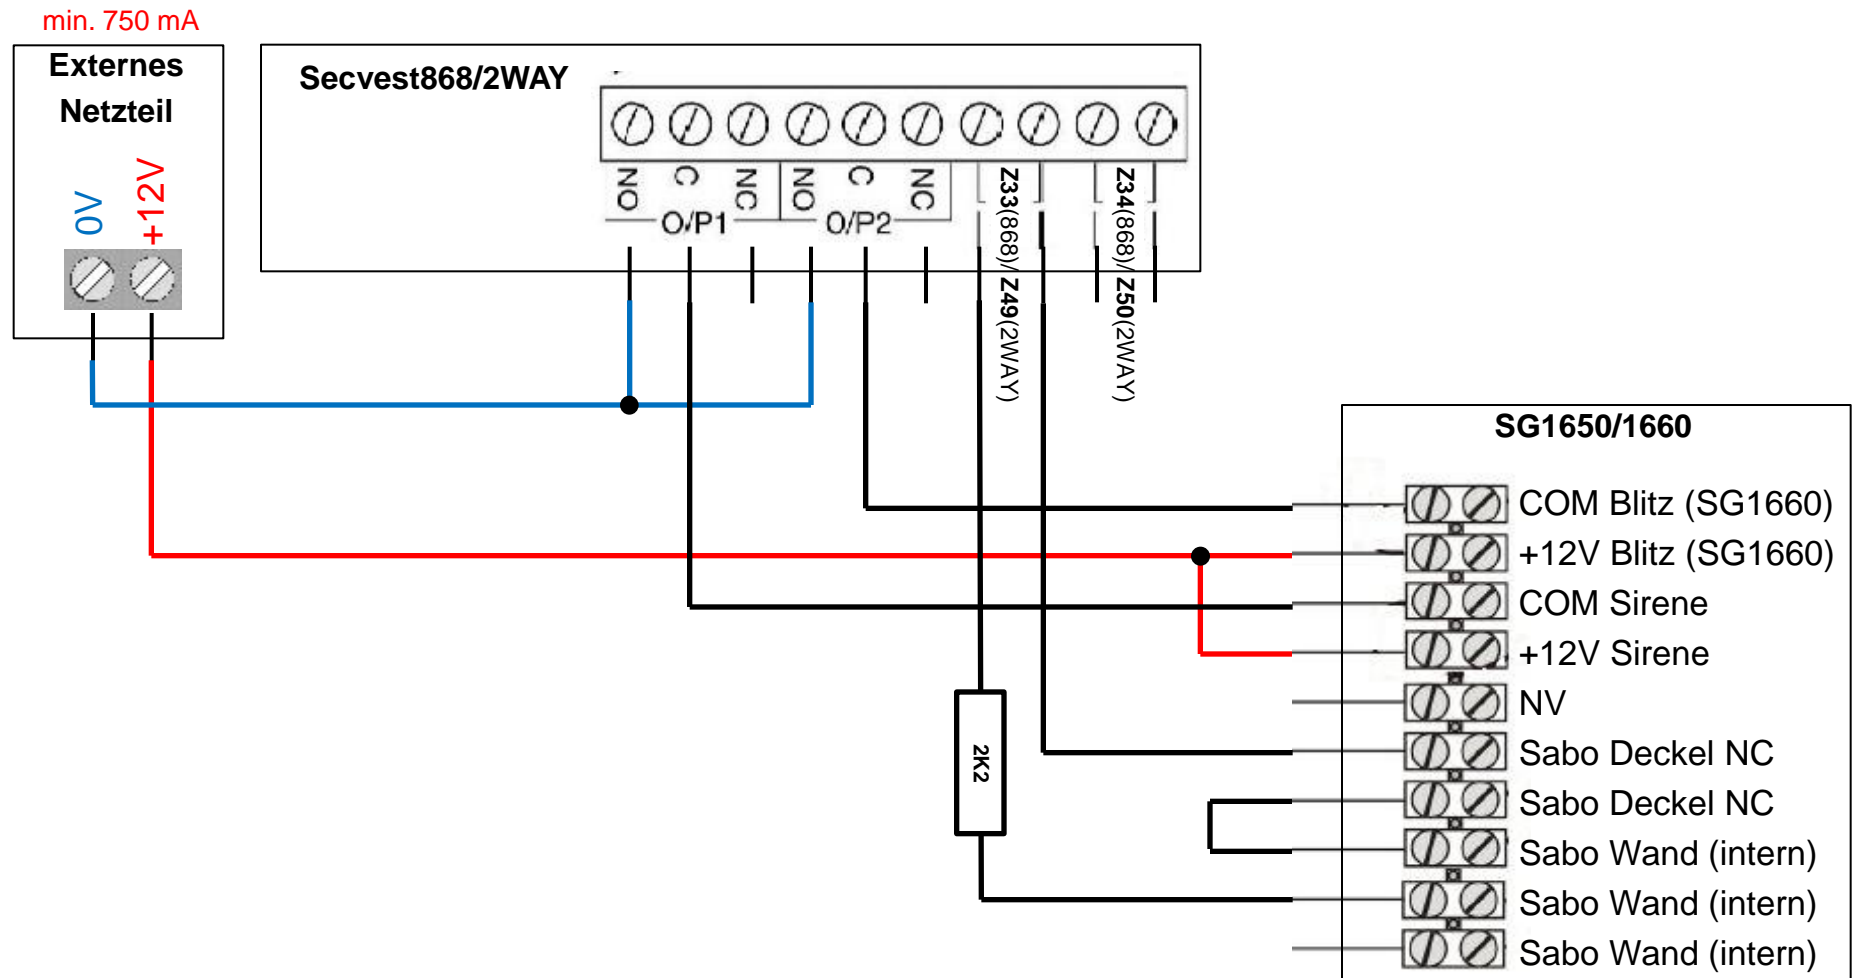 min. 750 mA
Externes
Netzteil
0V
+12V
Secvest868/2WAY
NO
C
NC
NO
C
NC
O/P1
O/P2
Z33(868)/ Z49(2WAY)
Z34(868)/ Z50(2WAY)
2K2
SG1650/1660
COM Blitz (SG1660)
+12V Blitz (SG1660)
COM Sirene
+12V Sirene
NV
Sabo Deckel NC
Sabo Deckel NC
Sabo Wand (intern)
Sabo Wand (intern)
Sabo Wand (intern)